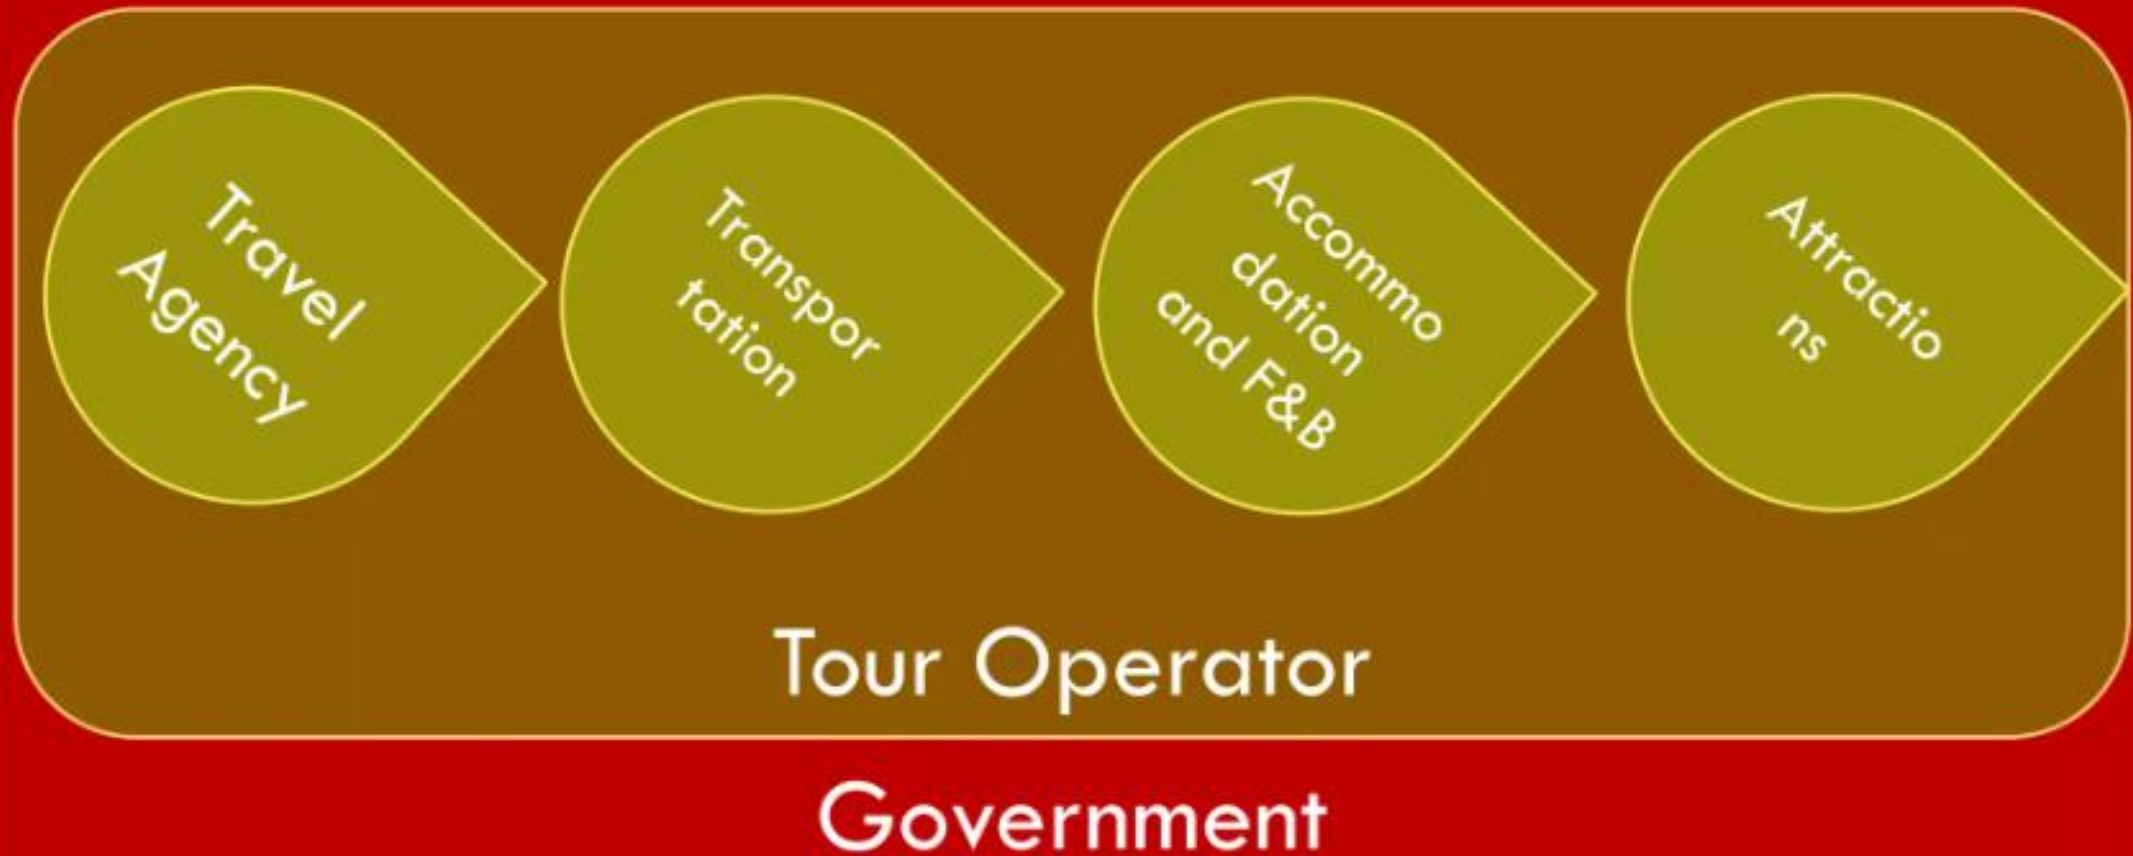 Travel
Agency
Transpor
tation
Accommo
dation
and F&B
Attractio
ns
Tour Operator
Government